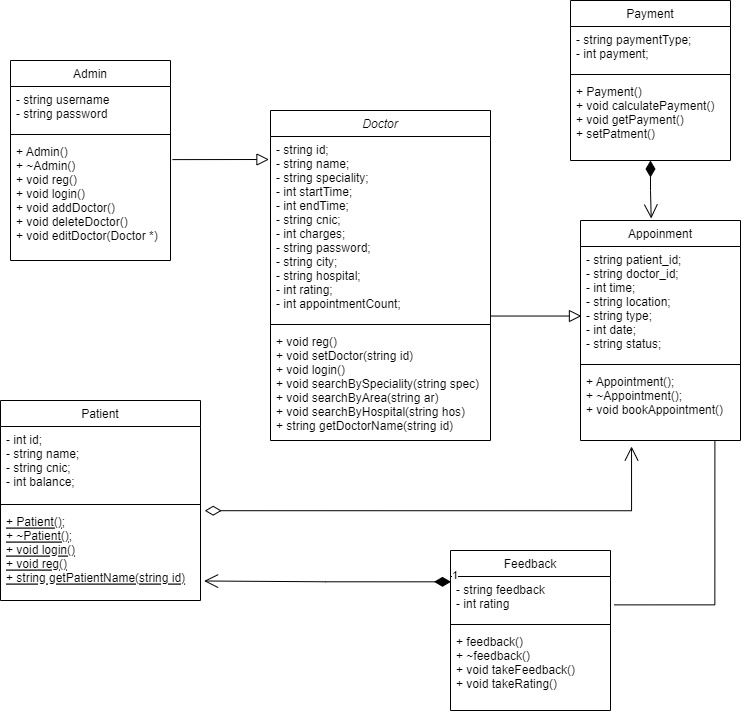 Payment
- string paymentType;
- int payment;
+ Payment()
+ void calculatePayment()
+ void getPayment()
+ setPatment()
Admin
- string username
- string password
+ Admin()
+ ~Admin()
+ void reg()
+ void login()
+ void addDoctor()
+ void deleteDoctor()
+ void editDoctor(Doctor *)
Doctor
- string id;
- string name;
- string speciality;
- int startTime;
- int endTime;
- string cnic;
- int charges;
- string password;
- string city;
- string hospital;
- int rating;
- int appointmentCount;
+ void reg()
+ void setDoctor(string id)
+ void login()
+ void searchBySpeciality(string spec)
+ void searchByArea(string ar)
+ void searchByHospital(string hos)
+ string getDoctorName(string id)
Appoinment
- string patient_id;
- string doctor_id;
- int time;
- string location;
- string type;
- int date;
- string status;
+ Appointment();
+ ~Appointment();
+ void bookAppointment()
Patient
- int id;
- string name;
- string cnic;
- int balance;
+ Patient();
+ ~Patient();
+ void login()
+ void reg()
+ string getPatientName(string id)
Feedback
1
- string feedback
- int rating
+ feedback()
+ ~feedback()
+ void takeFeedback()
+ void takeRating()